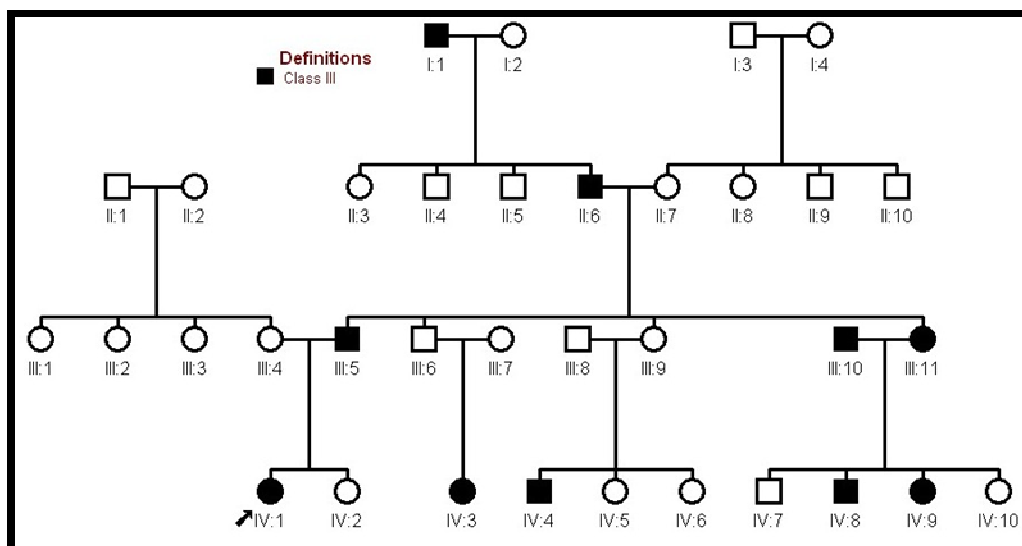 Definitions
Class III
I:1 I:2 I:3 I:4
II:1 II:2 II:3 II:4 II:5 II:6 II:7 II:8 II:9 II:10
III:1 III:2 III:3 III:4 III:5 III:6 III:7 III:8 III:9 III:10 III:11
IV:1 IV:2 IV:3 IV:4 IV:5 IV:6 IV:7 IV:8 IV:9 IV:10